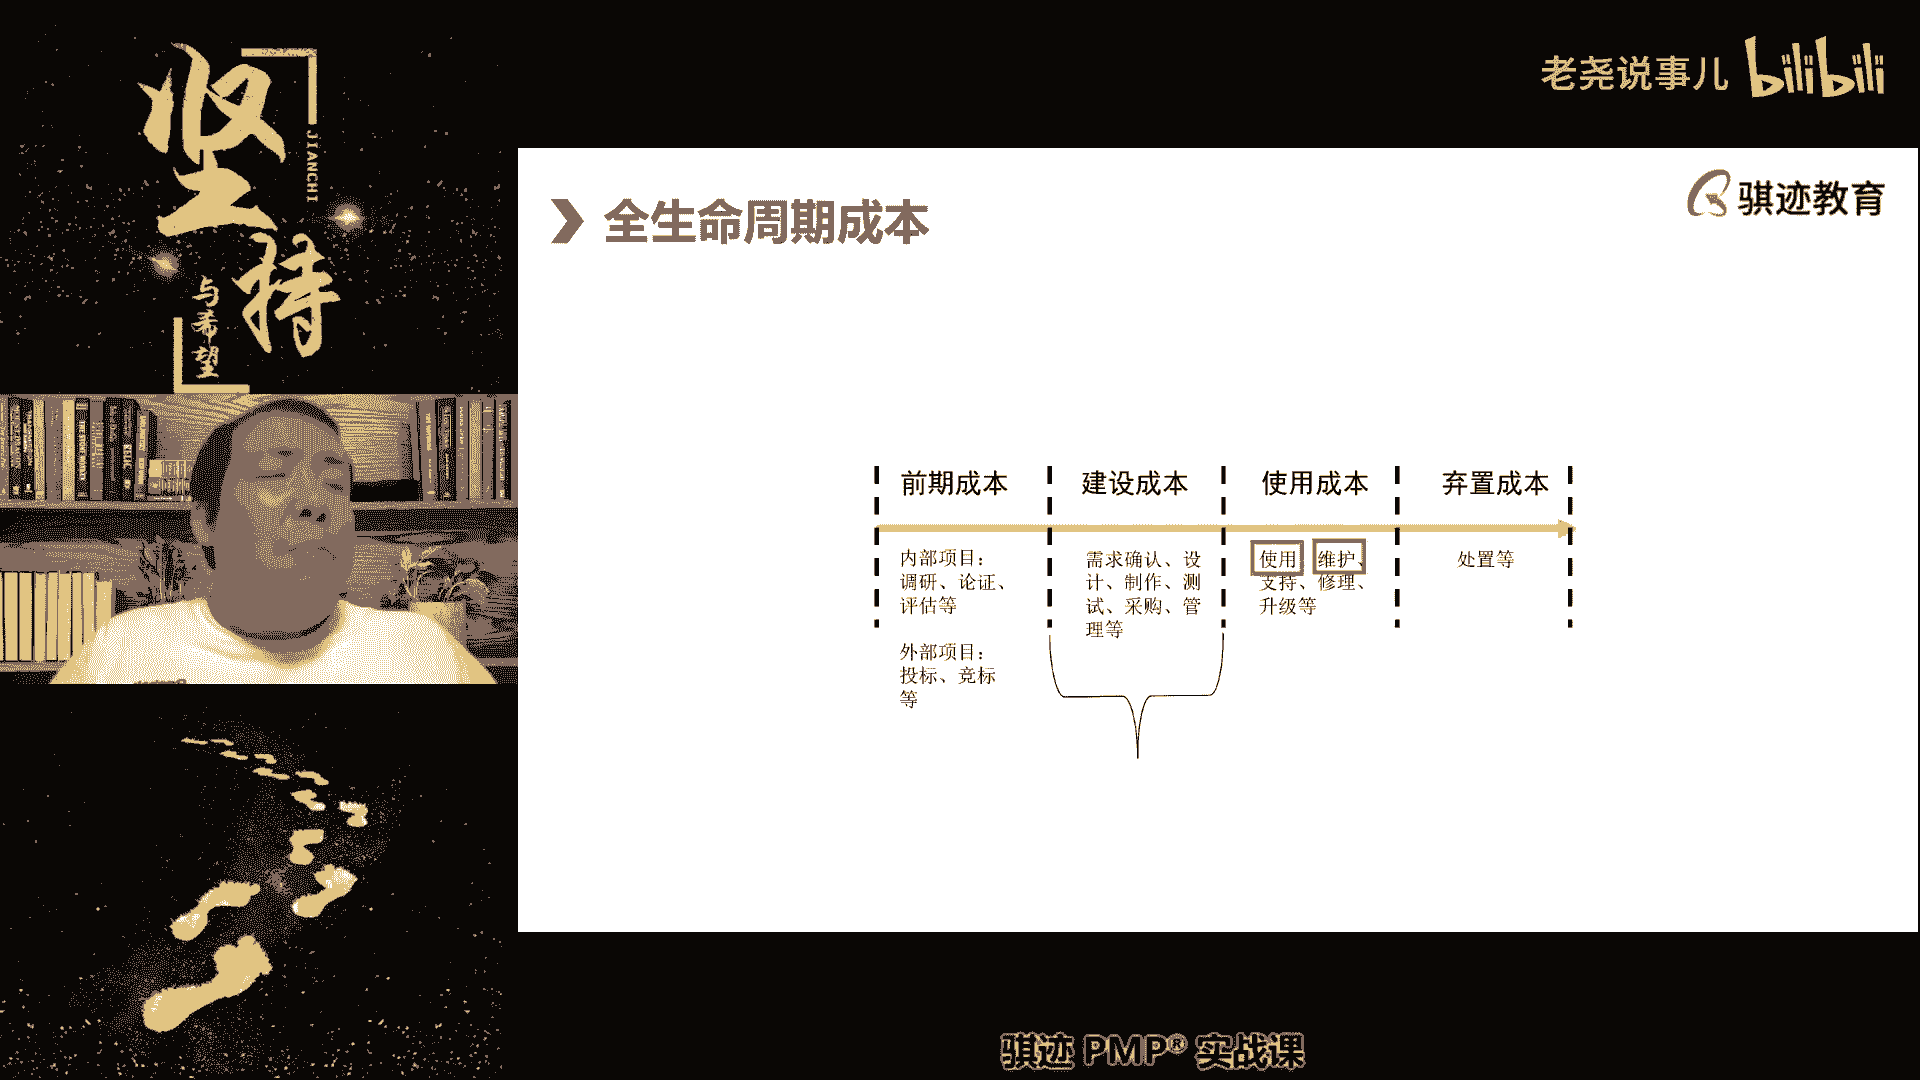 坚持
JIANCHI
与希望
老尧说事儿 bilibili
骐迹教育
全生命周期成本
前期成本
建设成本
使用成本
弃置成本
内部项目：
调研、论证、
评估等
外部项目：
投标、竞标
等
需求确认、设
计、制作、测
试、采购、管
理等
使用、维护、
支持、修理、
升级等
处置等
骐迹 PMP® 实战课